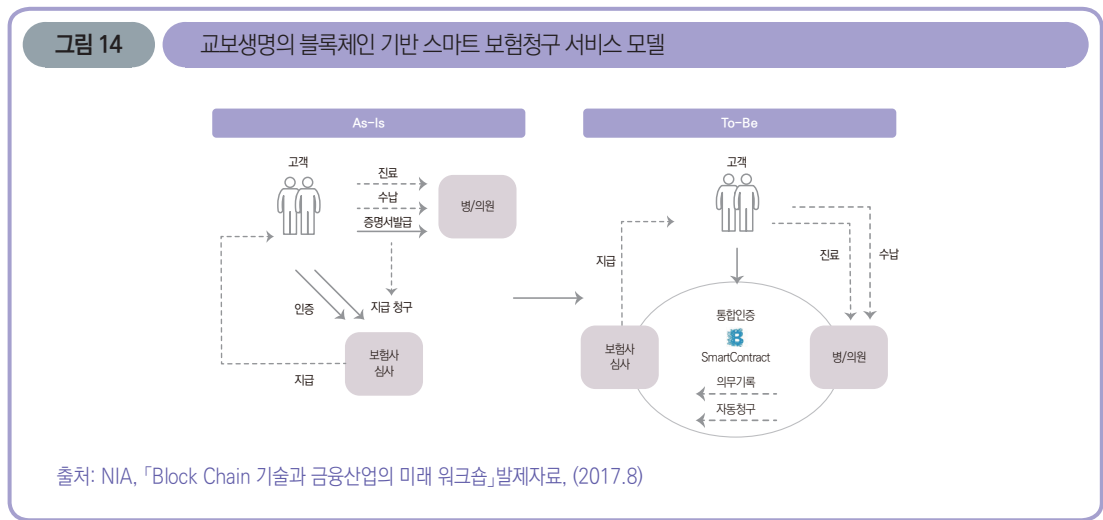 그림 14
교보생명의 블록체인 기반 스마트 보험청구 서비스 모델
As-Is
고객
진료
수납
증명서발급
병/의원
인증
지급 청구
보험사
심사
지급
To-Be
고객
지급
진료
수납
통합인증
B
SmartContract
보험사
심사
병/의원
의무기록
자동청구
출처: NIA, 「Block Chain 기술과 금융산업의 미래 워크숍」발제자료, (2017.8)